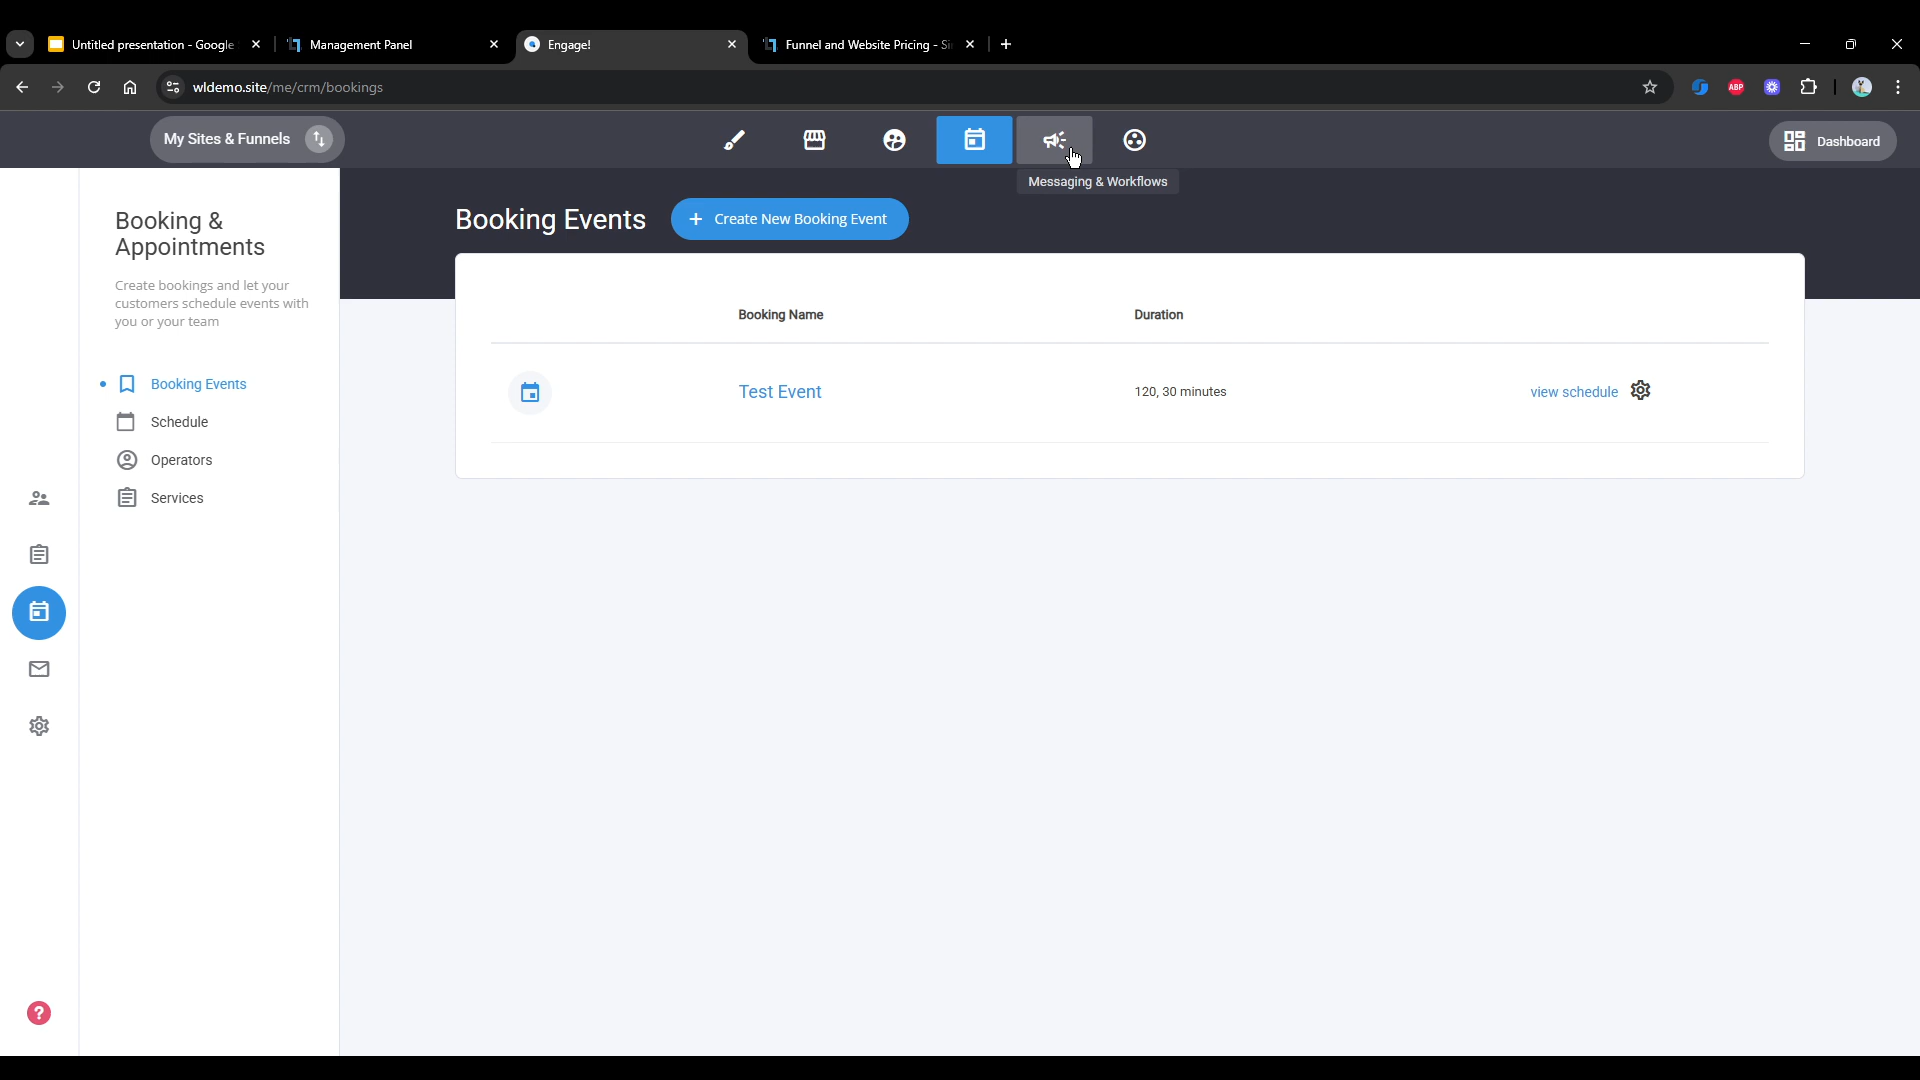 Untitled presentation - Google
Management Panel
Engage!
Funnel and Website Pricing - Si
wldemo.site/me/crm/bookings
ABP
My Sites & Funnels
Dashboard
Messaging & Workflows
Booking &
Appointments
Create bookings and let your
customers schedule events with
you or your team
Booking Events
Schedule
Operators
Services
?
Booking Events
+ Create New Booking Event
Booking Name
Duration
Test Event
120, 30 minutes
view schedule